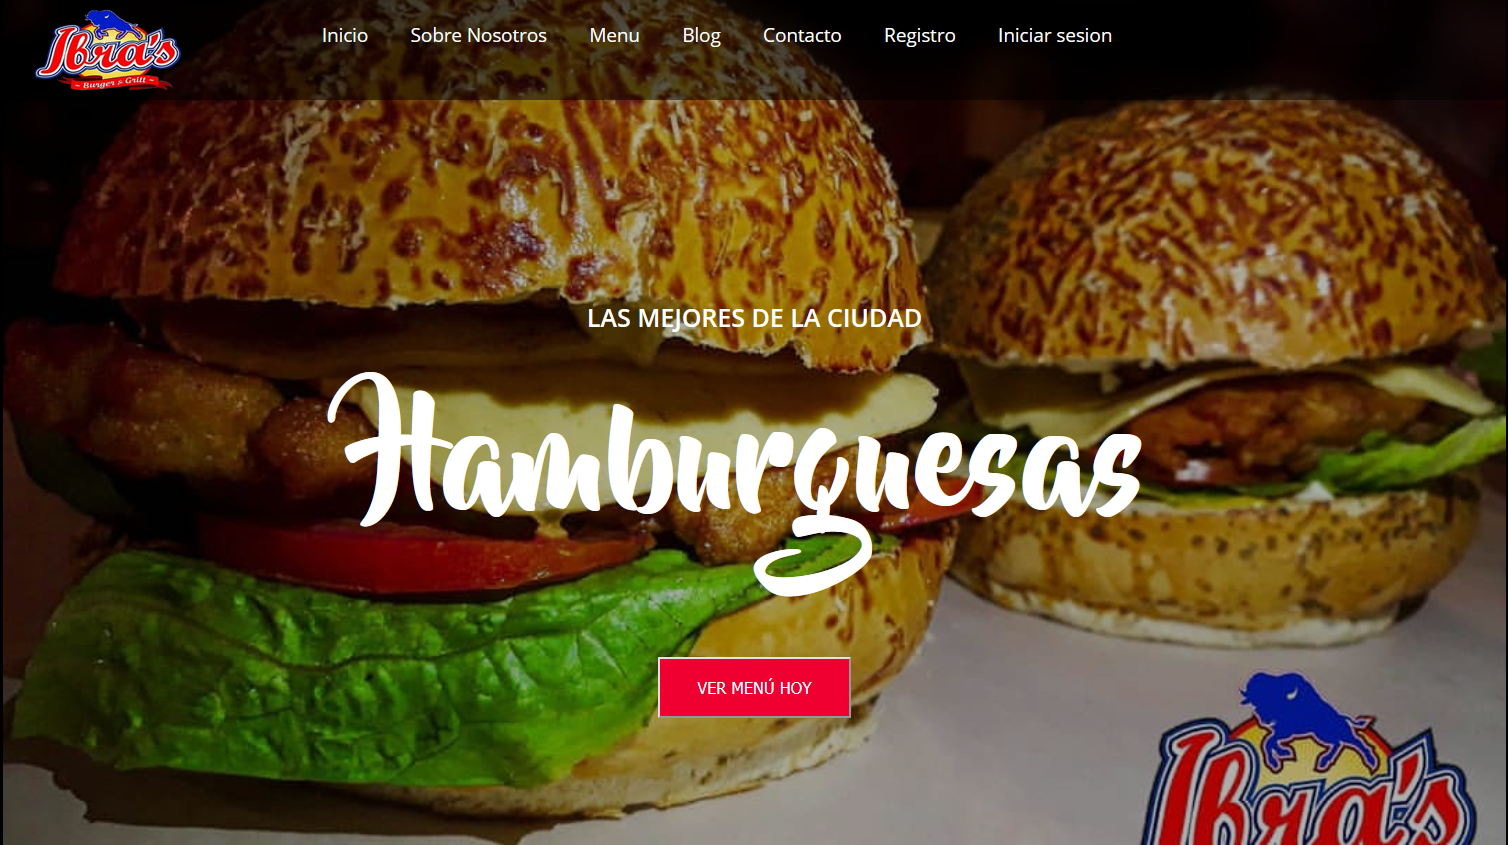 Ibra's
~ Burger & Grill ~
Inicio Sobre Nosotros Menu Blog Contacto Registro Iniciar sesion
LAS MEJORES DE LA CIUDAD
Hamburguesas
VER MENÚ HOY
Ibra's